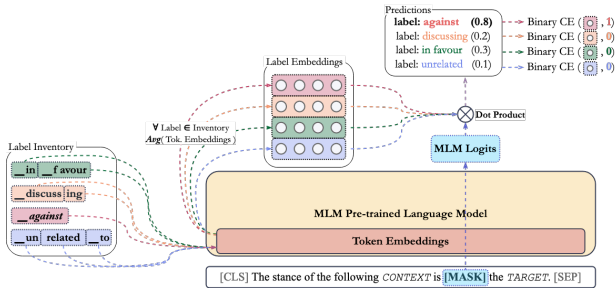 Predictions
label: against (0.8)
label: discussing (0.2)
label: in favour (0.3)
label: unrelated (0.1)
Binary CE ( , 1)
Binary CE ( , 0)
Binary CE ( , 0)
Binary CE ( , 0)
Label Embeddings
Dot Product
∀ Label ∈ Inventory
Avg( Tok. Embeddings )
MLM Logits
Label Inventory
__in __f avour
__discuss ing
__against
__un related __to
MLM Pre-trained Language Model
Token Embeddings
[CLS] The stance of the following CONTEXT is [MASK] the TARGET. [SEP]